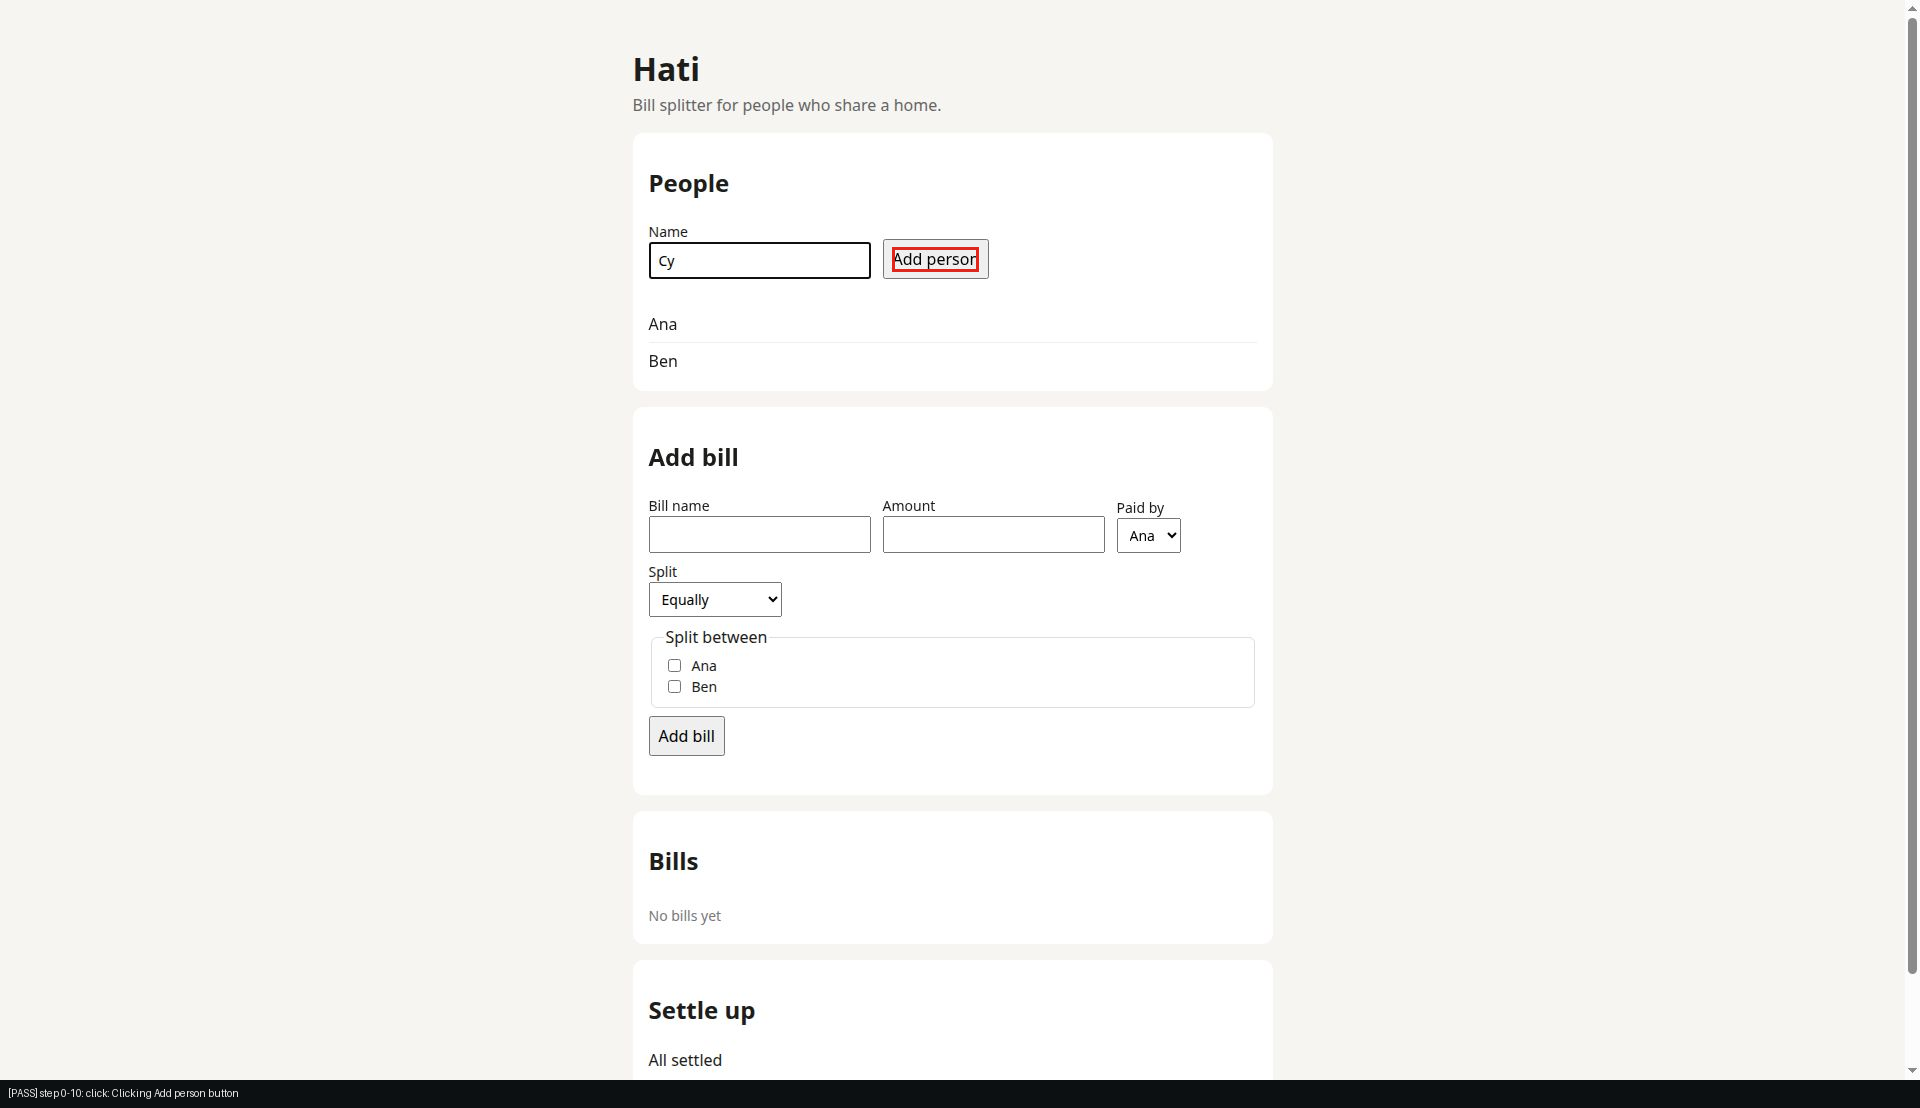 Hati
Bill splitter for people who share a home.
People
Name
Cy
Add person
Ana
Ben
Add bill
Bill name Amount Paid by
Ana
Split
Equally
Split between
Ana
Ben
Add bill
Bills
No bills yet
Settle up
All settled
[PASS] step 0-10: click: Clicking Add person button